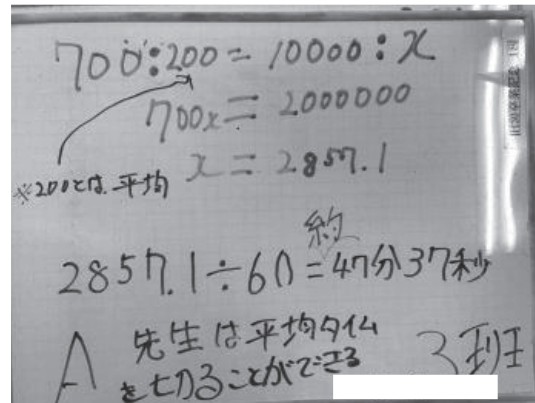 700:200=10000:x
700x=2000000
x=2857.1
※200とは平均
2857.1÷60=47分37秒
約
A 先生は平均タイム
を切ることができる
3班